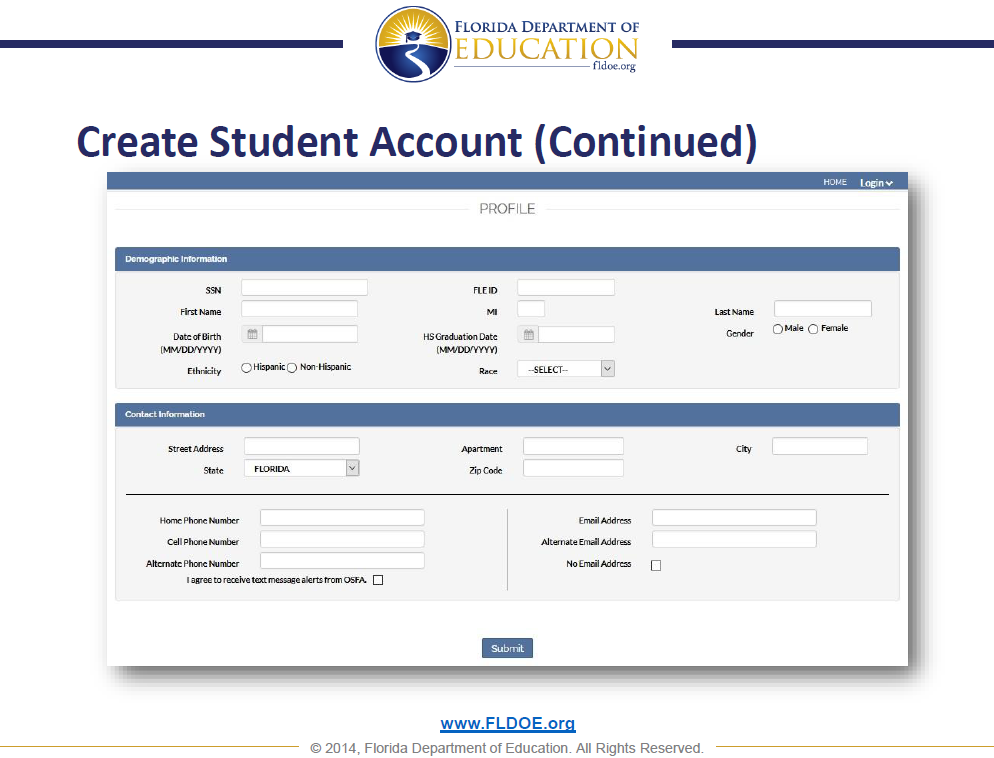 FLORIDA DEPARTMENT OF
EDUCATION
fldoe.org
Create Student Account (Continued)
HOME Login
PROFILE
Demographic Information
SSN FLEID
First Name MI Last Name
Date of Birth (MM/DD/YYYY) HS Graduation Date (MM/DD/YYYY) Gender Male Female
Ethnicity Hispanic Non-Hispanic Race --SELECT--
Contact Information
Street Address Apartment City
State FLORIDA Zip Code
Home Phone Number Email Address
Cell Phone Number Alternate Email Address
Alternate Phone Number No Email Address
I agree to receive text message alerts from OSFA.
Submit
www.FLDOE.org
© 2014, Florida Department of Education. All Rights Reserved.